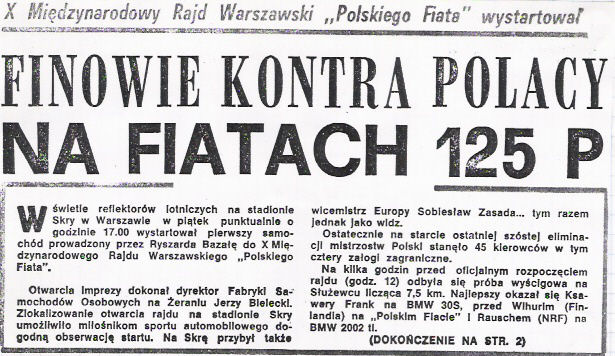 X Międzynarodowy Rajd Warszawski „Polskiego Fiata" wystartował
FINOWIE KONTRA POLACY
NA FIATACH 125 P
W świetle reflektorów lotniczych na stadionie
Skry w Warszawie w piątek punktualnie o
godzinie 17.00 wystartował pierwszy samo-
chód prowadzony przez Ryszarda Bazałę do X Mię-
dzynarodowego Rajdu Warszawskiego „Polskiego
Fiata".
Otwarcia imprezy dokonał dyrektor Fabryki Sa-
mochodów Osobowych na Żeraniu Jerzy Bielecki.
Zlokalizowanie otwarcia rajdu na stadionie Skry
umożliwiło miłośnikom sportu automobilowego do-
godną obserwację startu. Na Skrę przybył także
wicemistrz Europy Sobiesław Zasada... tym razem
jednak jako widz.
Ostatecznie na starcie ostatniej szóstej elimina-
cji mistrzostw Polski stanęło 45 kierowców w tym
cztery załogi zagraniczne.
Na kilka godzin przed oficjalnym rozpoczęciem
rajdu (godz. 12) odbyła się próba wyścigowa na
Służewcu licząca 7,5 km. Najlepszy okazał się Ksa-
wery Frank na BMW 30S, przed Wihurim (Fin-
landia) na „Polskim Fiacie" i Rauschem (NRF) na
BMW 2002 tl.
(DOKOŃCZENIE NA STR. 2)